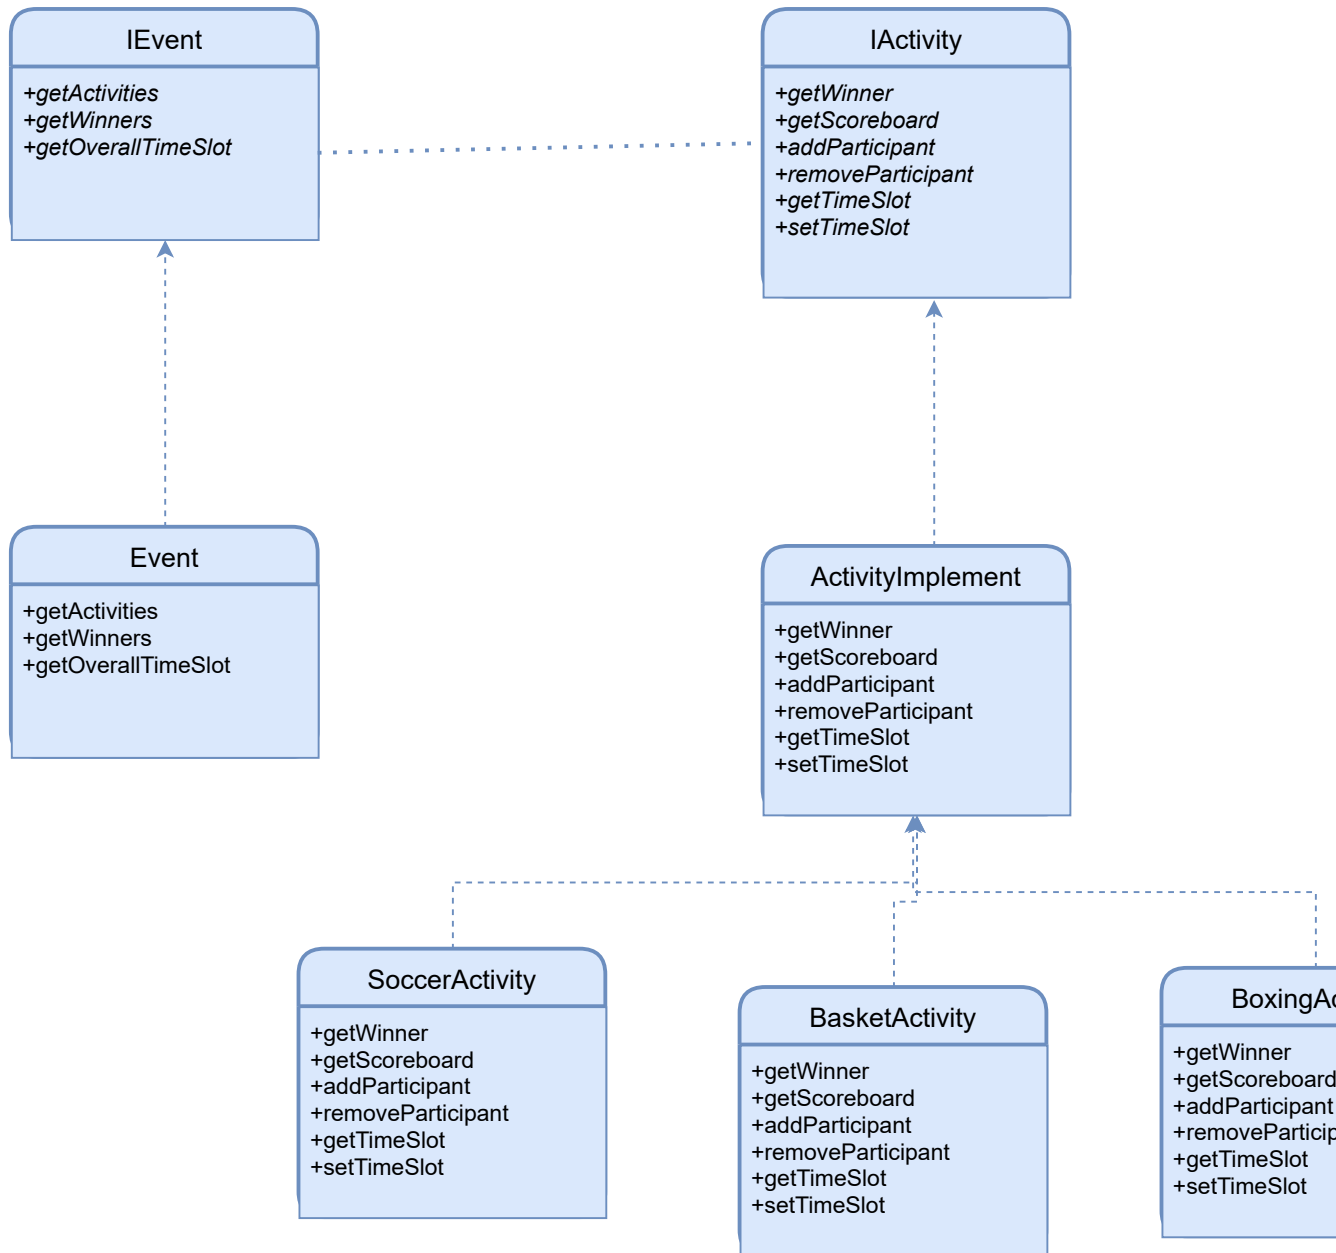 IEvent
+getActivities
+getWinners
+getOverallTimeSlot
IActivity
+getWinner
+getScoreboard
+addParticipant
+removeParticipant
+getTimeSlot
+setTimeSlot
Event
+getActivities
+getWinners
+getOverallTimeSlot
ActivityImplement
+getWinner
+getScoreboard
+addParticipant
+removeParticipant
+getTimeSlot
+setTimeSlot
SoccerActivity
+getWinner
+getScoreboard
+addParticipant
+removeParticipant
+getTimeSlot
+setTimeSlot
BasketActivity
+getWinner
+getScoreboard
+addParticipant
+removeParticipant
+getTimeSlot
+setTimeSlot
+getWinner
+getScoreboard
+addParticipant
+getTimeSlot
+setTimeSlot